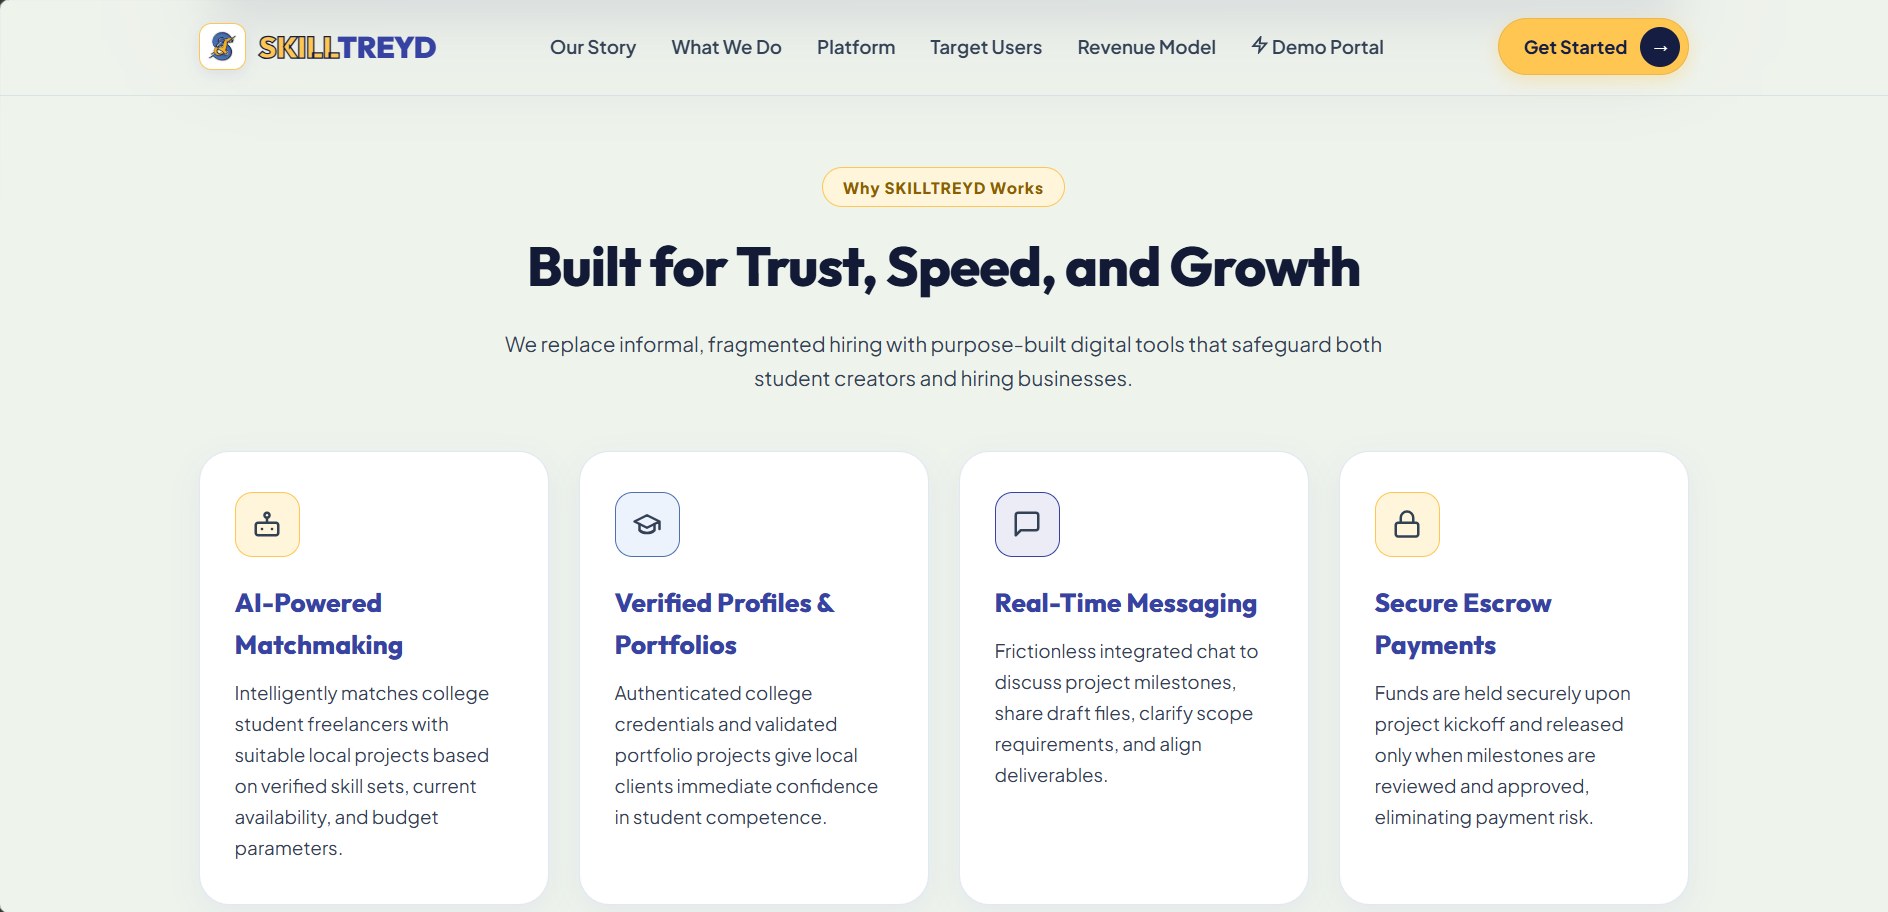 SKILLTREYD
Our Story
What We Do
Platform
Target Users
Revenue Model
Demo Portal
Get Started →
Why SKILLTREYD Works
Built for Trust, Speed, and Growth
We replace informal, fragmented hiring with purpose-built digital tools that safeguard both
student creators and hiring businesses.
AI-Powered
Matchmaking
Intelligently matches college
student freelancers with
suitable local projects based
on verified skill sets, current
availability, and budget
parameters.
Verified Profiles &
Portfolios
Authenticated college
credentials and validated
portfolio projects give local
clients immediate confidence
in student competence.
Real-Time Messaging
Frictionless integrated chat to
discuss project milestones,
share draft files, clarify scope
requirements, and align
deliverables.
Secure Escrow
Payments
Funds are held securely upon
project kickoff and released
only when milestones are
reviewed and approved,
eliminating payment risk.